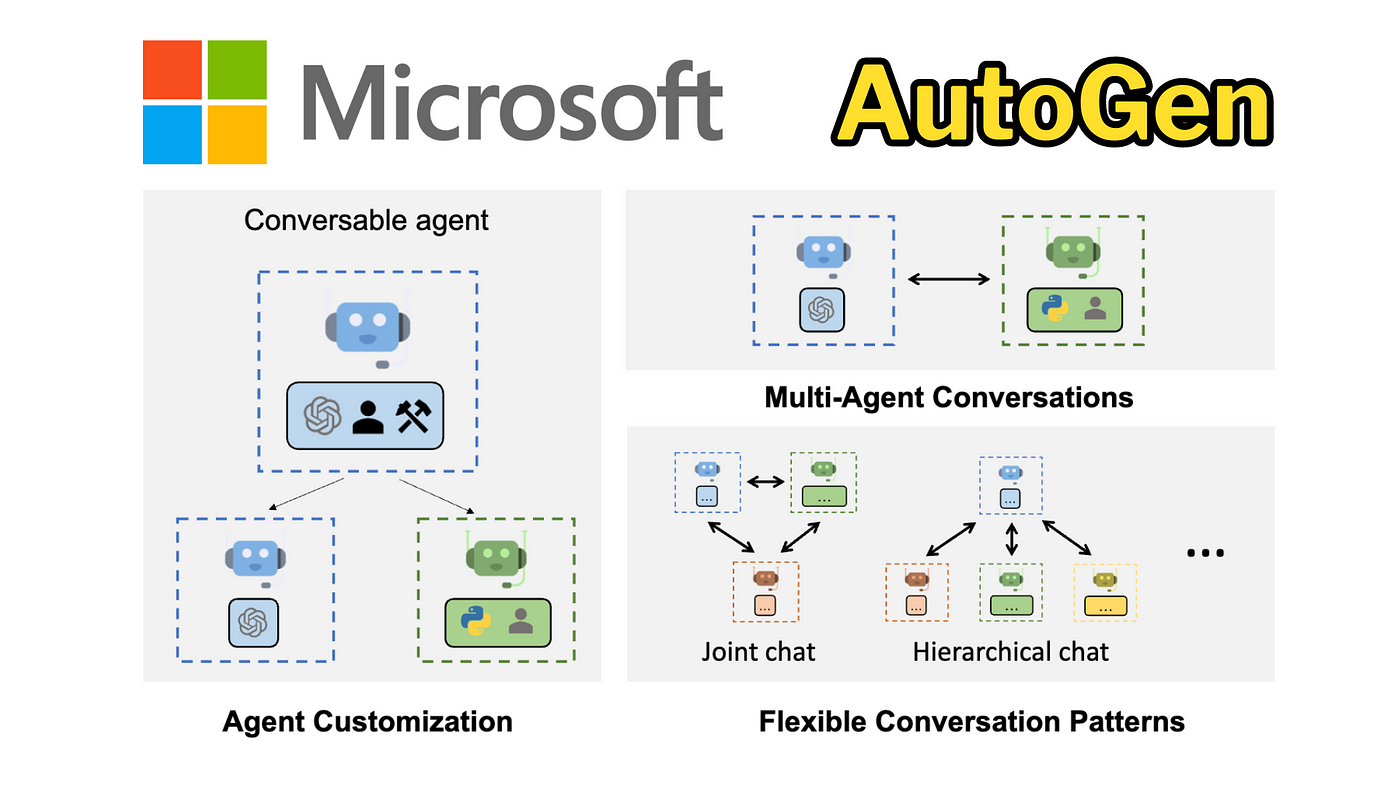 Microsoft
AutoGen
Conversable agent
Agent Customization
Multi-Agent Conversations
...
...
...
...
...
...
...
...
Joint chat
Hierarchical chat
Flexible Conversation Patterns